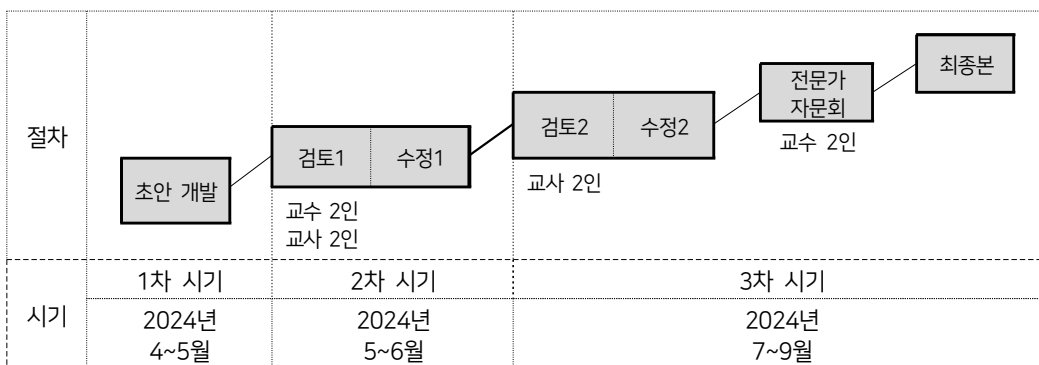 절차
초안 개발
검토1 수정1
교수 2인
교사 2인
검토2 수정2
교사 2인
전문가
자문회
교수 2인
최종본
시기
1차 시기 2차 시기 3차 시기
2024년 2024년 2024년
4~5월 5~6월 7~9월